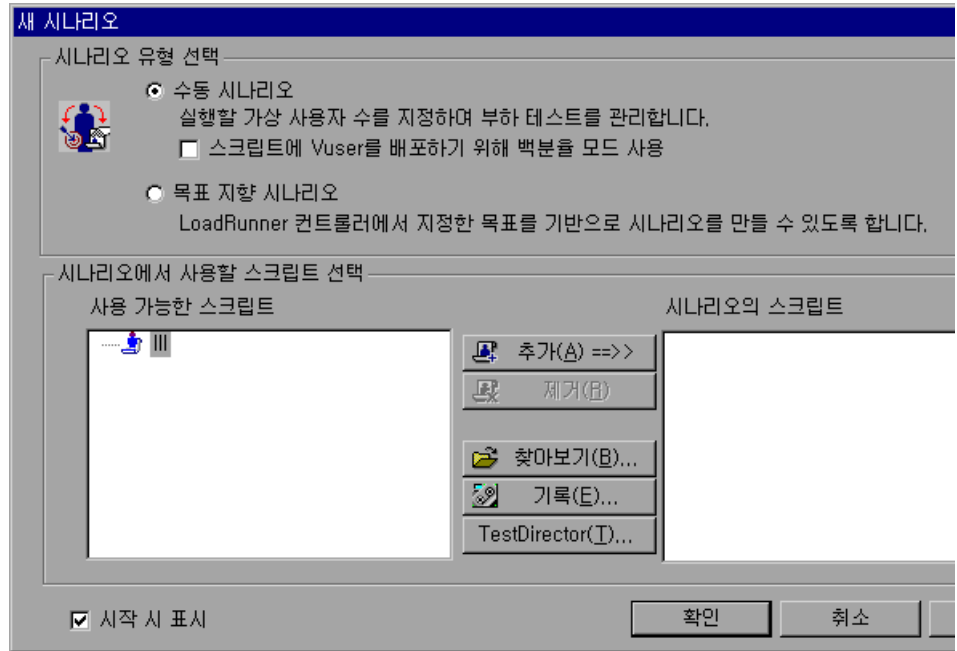 새 시나리오
시나리오 유형 선택
수동 시나리오
실행할 가상 사용자 수를 지정하여 부하 테스트를 관리합니다.
스크립트에 Vuser를 배포하기 위해 백분율 모드 사용
목표 지향 시나리오
LoadRunner 컨트롤러에서 지정한 목표를 기반으로 시나리오를 만들 수 있도록 합니다.
시나리오에서 사용할 스크립트 선택
사용 가능한 스크립트
시나리오의 스크립트
lll
추가(A) ==>>
제거(R)
찾아보기(B)...
기록(E)...
TestDirector(T)...
시작 시 표시
확인
취소